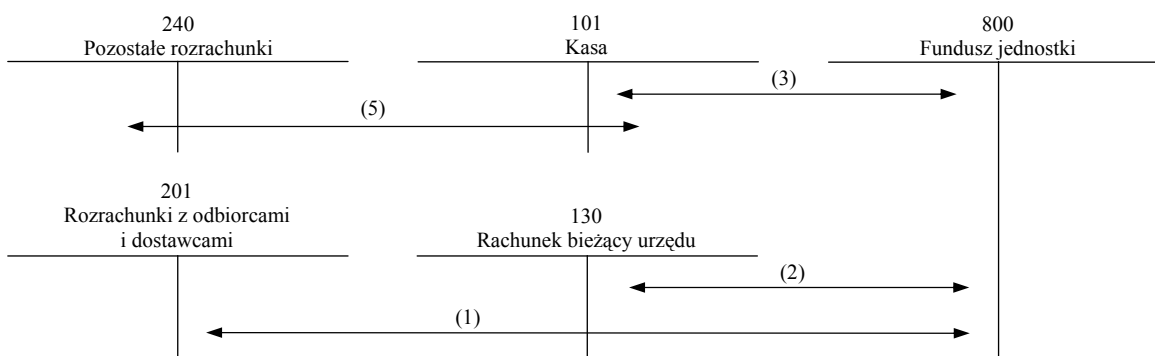 240
Pozostałe rozrachunki
101
Kasa
800
Fundusz jednostki
(3)
(5)
201
Rozrachunki z odbiorcami
i dostawcami
130
Rachunek bieżący urzędu
(2)
(1)